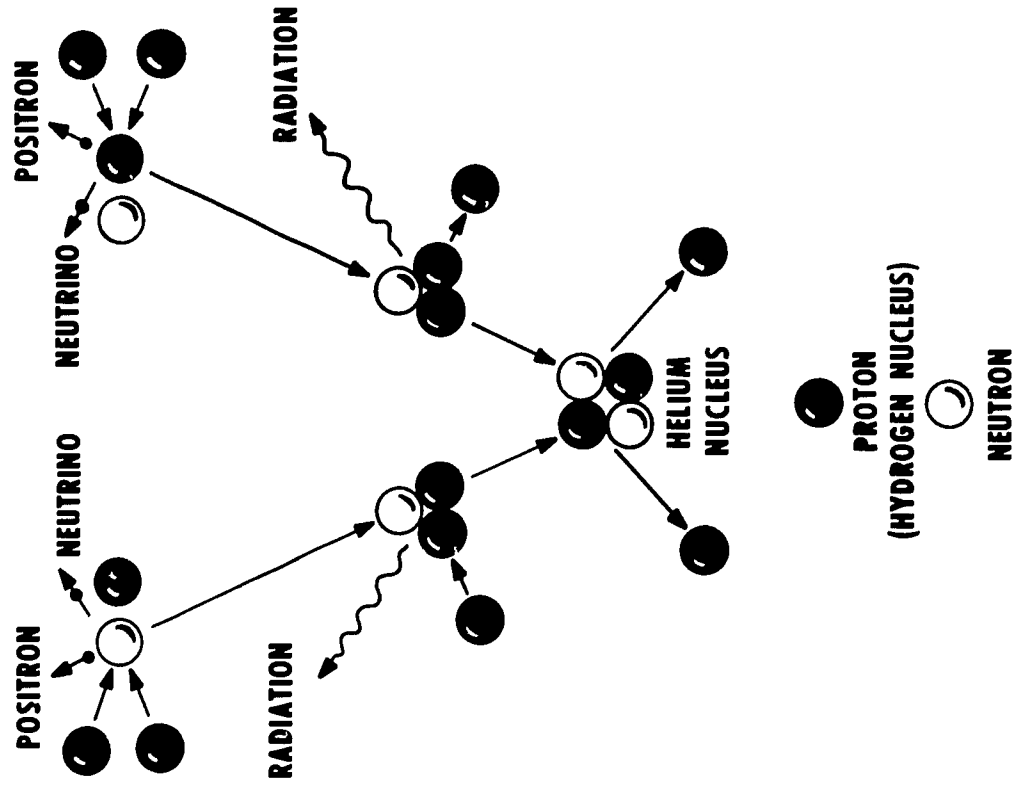 POSITRON
NEUTRINO
NEUTRINO
POSITRON
RADIATION
RADIATION
HELIUM
NUCLEUS
PROTON
(HYDROGEN NUCLEUS)
NEUTRON